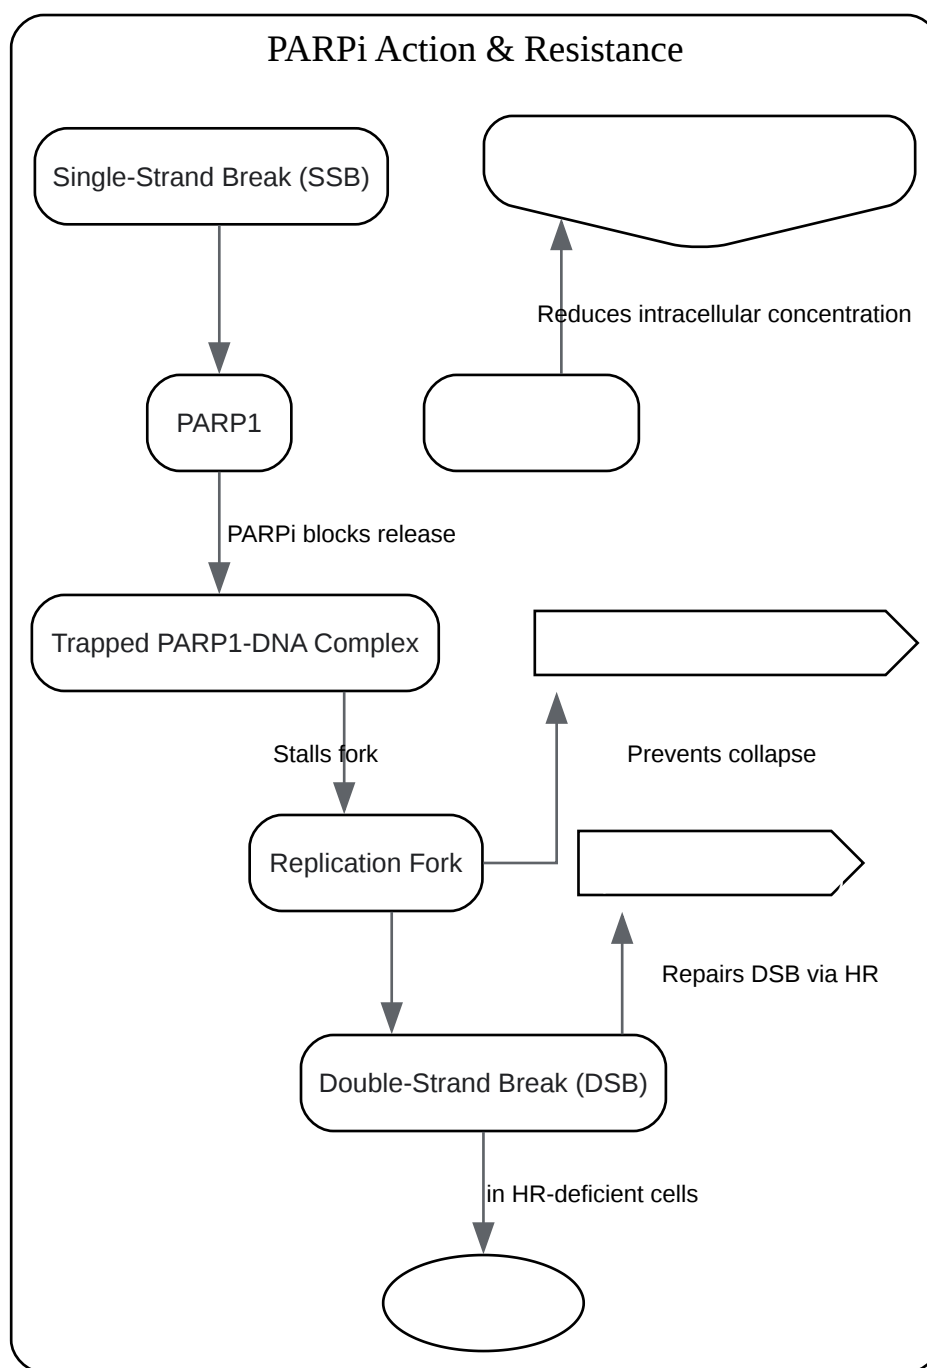 PARPi Action & Resistance
Single-Strand Break (SSB)
Reduces intracellular concentration
PARP1
PARPi blocks release
Trapped PARP1-DNA Complex
Stalls fork
Prevents collapse
Replication Fork
Repairs DSB via HR
Double-Strand Break (DSB)
in HR-deficient cells